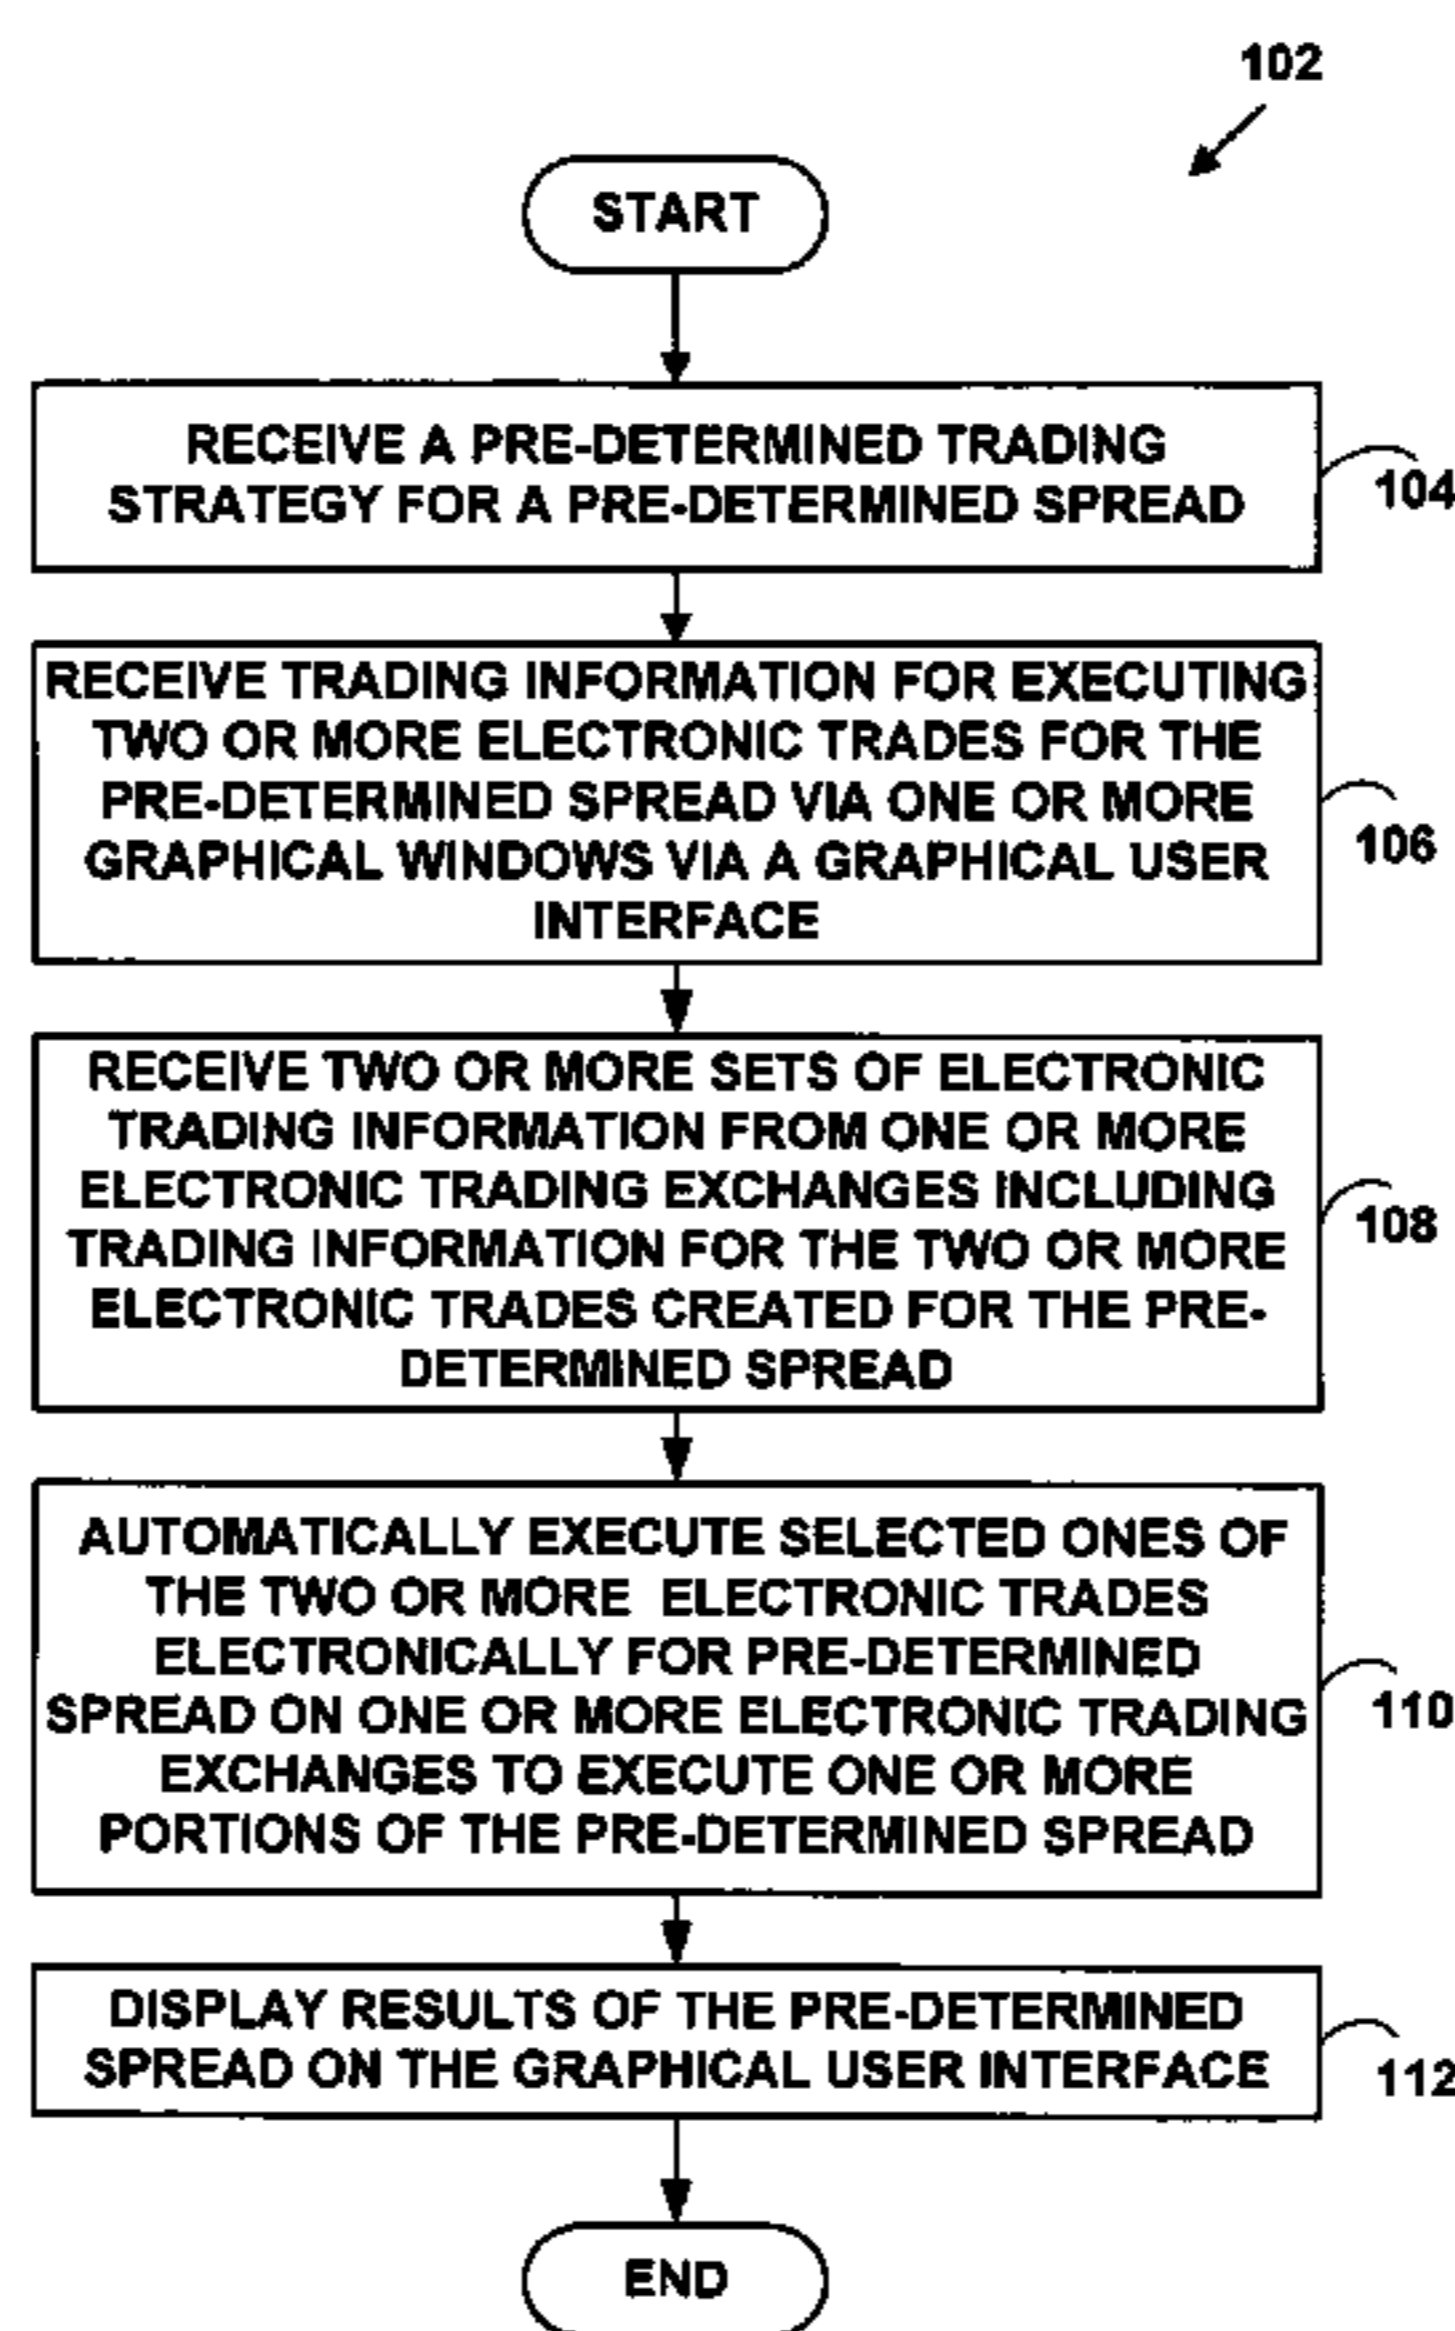 102
START
RECEIVE A PRE-DETERMINED TRADING
STRATEGY FOR A PRE-DETERMINED SPREAD
104
RECEIVE TRADING INFORMATION FOR EXECUTING
TWO OR MORE ELECTRONIC TRADES FOR THE
PRE-DETERMINED SPREAD VIA ONE OR MORE
GRAPHICAL WINDOWS VIA A GRAPHICAL USER
INTERFACE
106
RECEIVE TWO OR MORE SETS OF ELECTRONIC
TRADING INFORMATION FROM ONE OR MORE
ELECTRONIC TRADING EXCHANGES INCLUDING
TRADING INFORMATION FOR THE TWO OR MORE
ELECTRONIC TRADES CREATED FOR THE PRE-
DETERMINED SPREAD
108
AUTOMATICALLY EXECUTE SELECTED ONES OF
THE TWO OR MORE ELECTRONIC TRADES
ELECTRONICALLY FOR PRE-DETERMINED
SPREAD ON ONE OR MORE ELECTRONIC TRADING
EXCHANGES TO EXECUTE ONE OR MORE
PORTIONS OF THE PRE-DETERMINED SPREAD
110
DISPLAY RESULTS OF THE PRE-DETERMINED
SPREAD ON THE GRAPHICAL USER INTERFACE
112
END